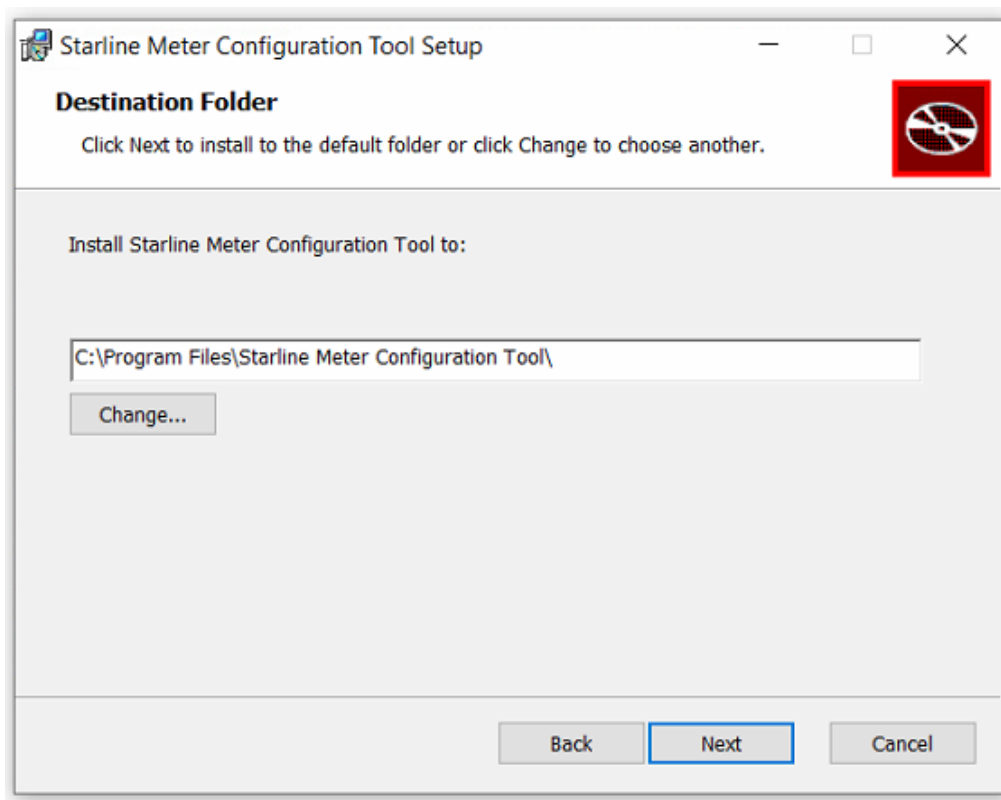 Starline Meter Configuration Tool Setup
Destination Folder
Click Next to install to the default folder or click Change to choose another.
Install Starline Meter Configuration Tool to:
C:\Program Files\Starline Meter Configuration Tool\
Change...
Back Next Cancel